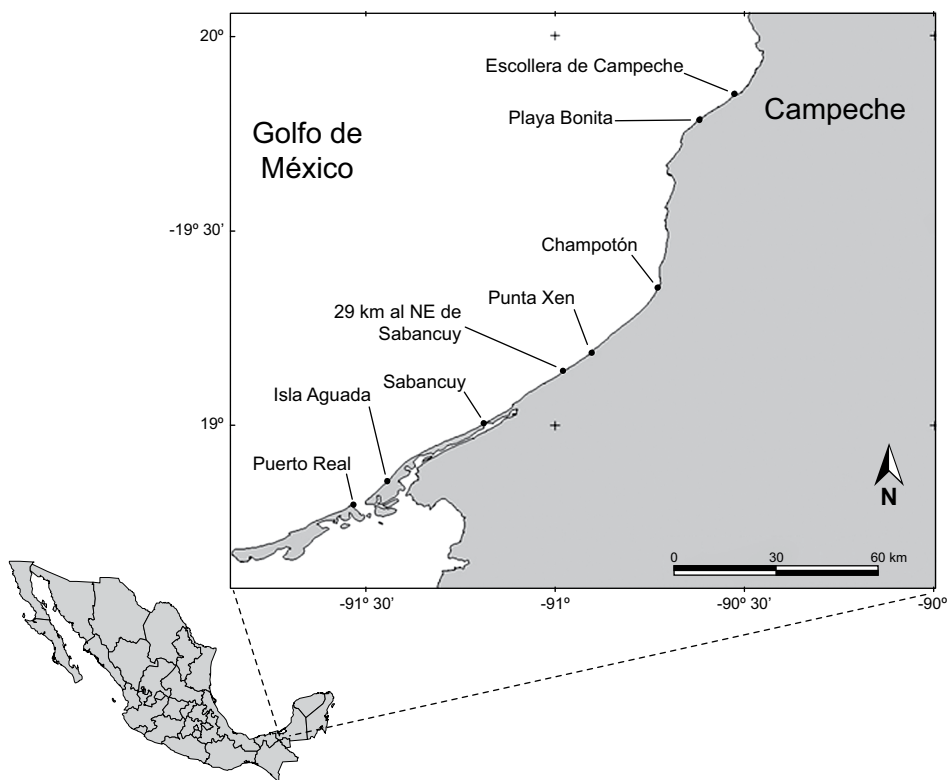 20º
Escollera de Campeche
Campeche
Playa Bonita
Golfo de
México
-19º 30’
Champotón
Punta Xen
29 km al NE de
Sabancuy
Sabancuy
Isla Aguada
19º
Puerto Real
N
0
30
60 km
-91º 30’
-91º
-90º 30’
-90º